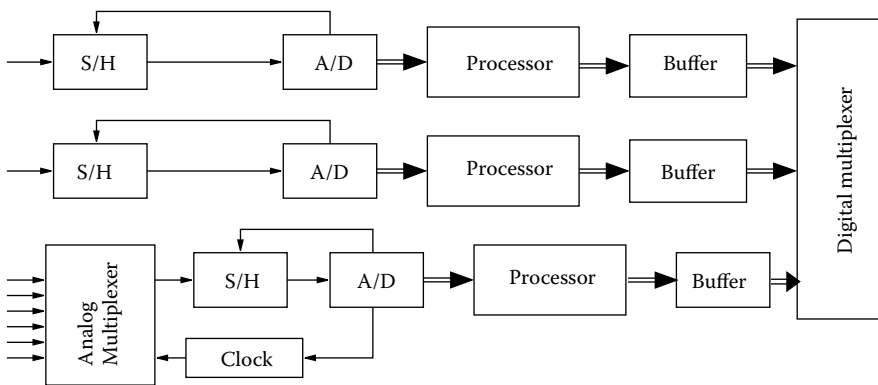 S/H
A/D
Processor
Buffer
S/H
A/D
Processor
Buffer
Digital multiplexer
Analog
Multiplexer
S/H
A/D
Processor
Buffer
Clock